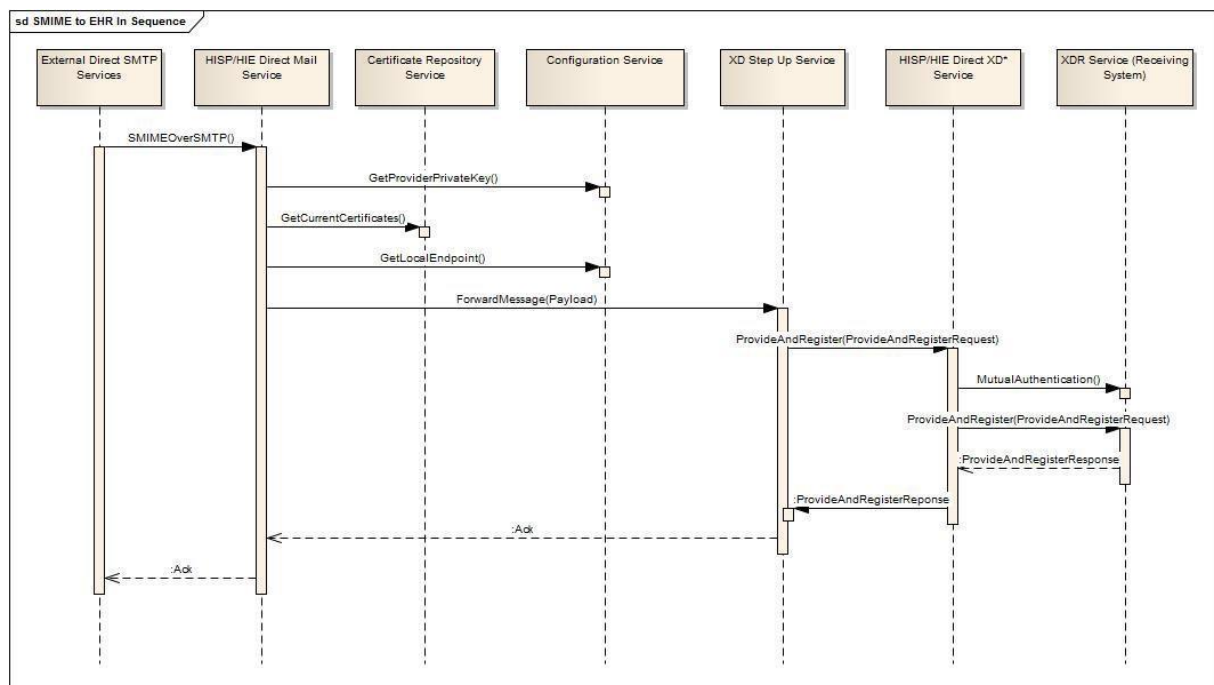 sd SMIME to EHR In Sequence
External Direct SMTP
Services
HISP/HIE Direct Mail
Service
Certificate Repository
Service
Configuration Service
XD Step Up Service
HISP/HIE Direct XD*
Service
XDR Service (Receiving
System)
SMIMEOverSMTP()
GetProviderPrivateKey()
GetCurrentCertificates()
GetLocalEndpoint()
ForwardMessage(Payload)
ProvideAndRegister(ProvideAndRegisterRequest)
MutualAuthentication()
ProvideAndRegister(ProvideAndRegisterRequest)
:ProvideAndRegisterResponse
:ProvideAndRegisterReponse
:Ack
:Ack